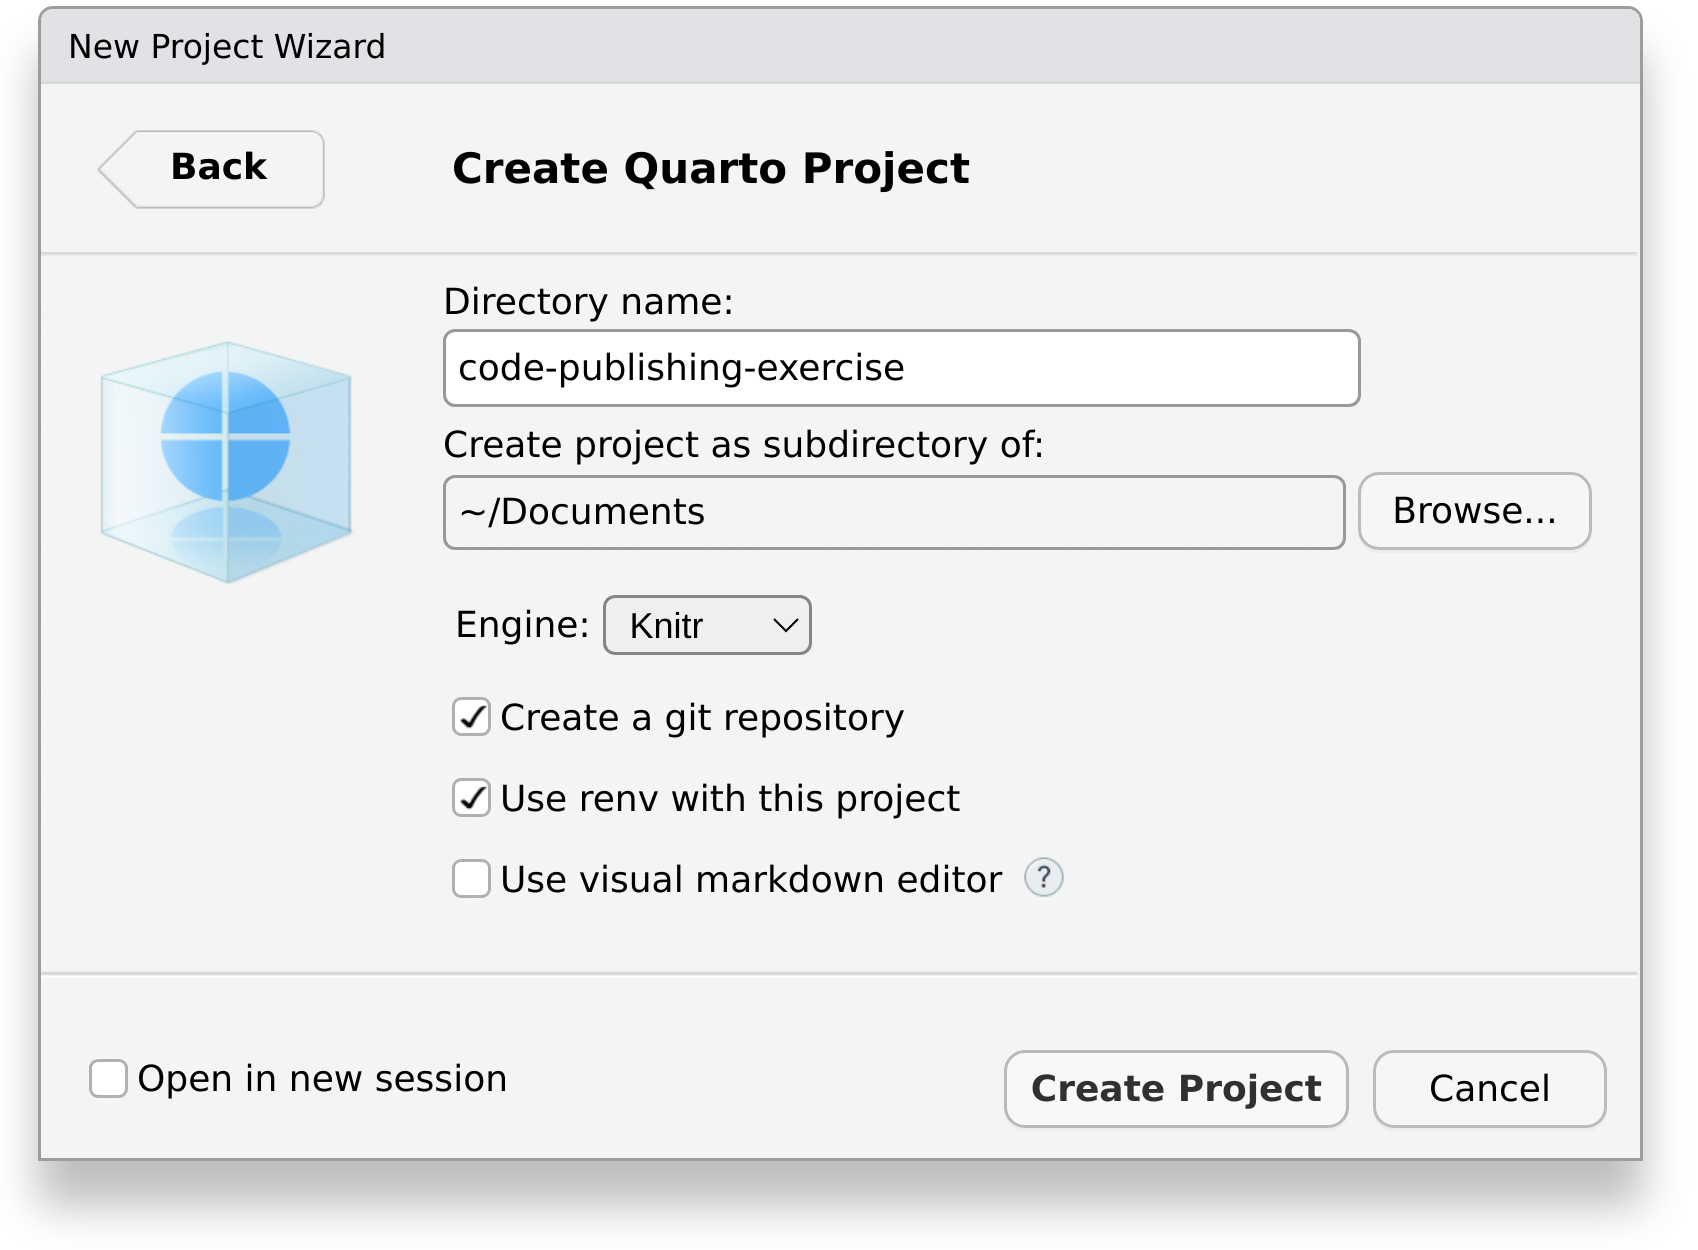 New Project Wizard
Back
Create Quarto Project
Directory name:
code-publishing-exercise
Create project as subdirectory of:
~/Documents
Browse...
Engine: Knitr
Create a git repository
Use renv with this project
Use visual markdown editor ?
Open in new session
Create Project
Cancel